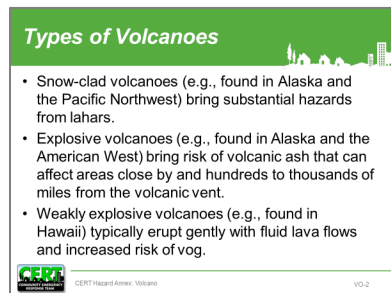 Types of Volcanoes
• Snow-clad volcanoes (e.g., found in Alaska and
the Pacific Northwest) bring substantial hazards
from lahars.
• Explosive volcanoes (e.g., found in Alaska and the
American West) bring risk of volcanic ash that can
affect areas close by and hundreds to thousands of
miles from the volcanic vent.
• Weakly explosive volcanoes (e.g., found in
Hawaii) typically erupt gently with fluid lava flows
and increased risk of vog.
CERT
COMMUNITY EMERGENCY
RESPONSE TEAM
CERT Hazard Annex: Volcano
VO-2